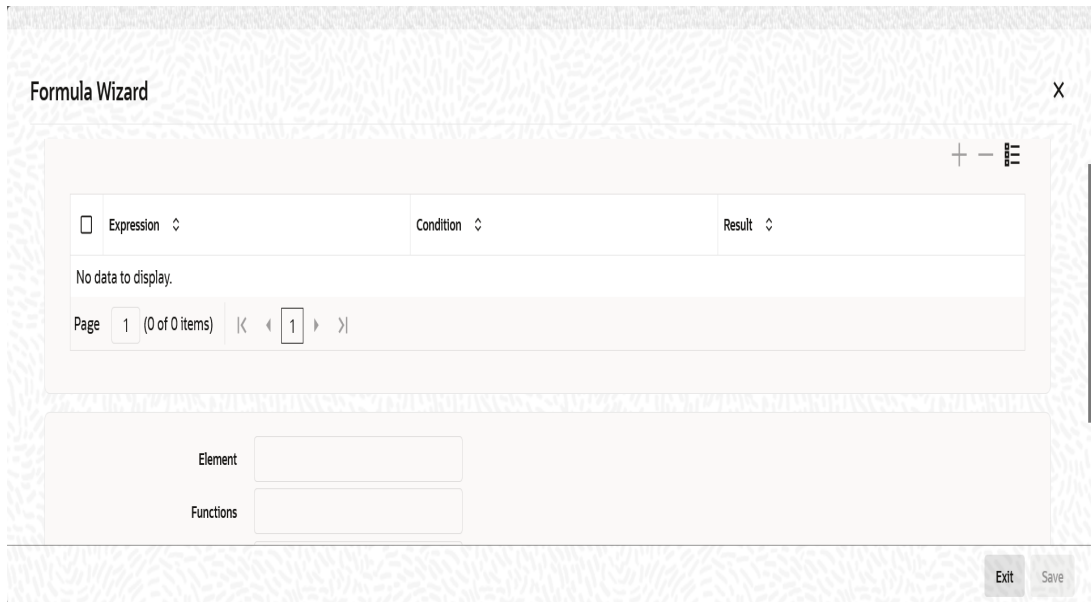 Formula Wizard
Expression Condition Result
No data to display.
Page 1 (0 of 0 items) 1
Element
Functions
Exit Save